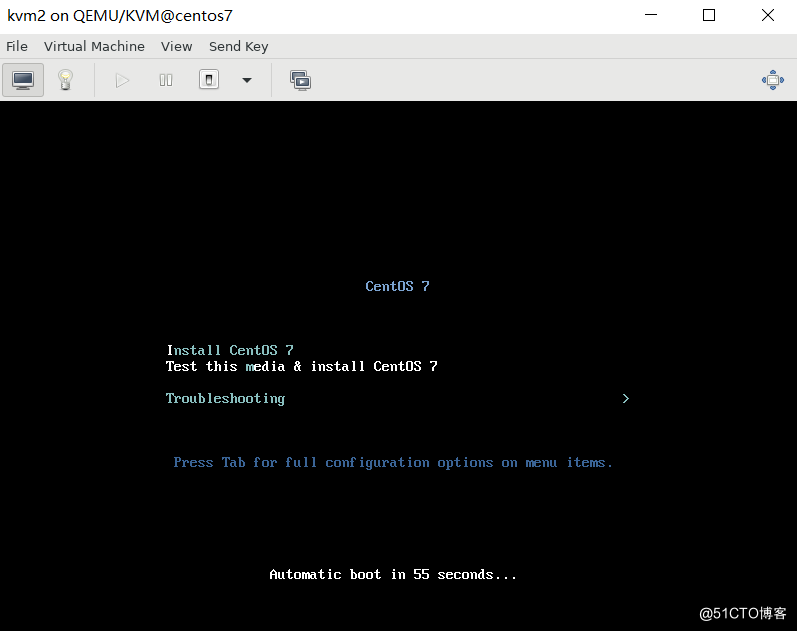 kvm2 on QEMU/KVM@centos7
File Virtual Machine View Send Key
CentOS 7
Install CentOS 7
Test this media & install CentOS 7
Troubleshooting >
Press Tab for full configuration options on menu items.
Automatic boot in 55 seconds...
@51CTO博客